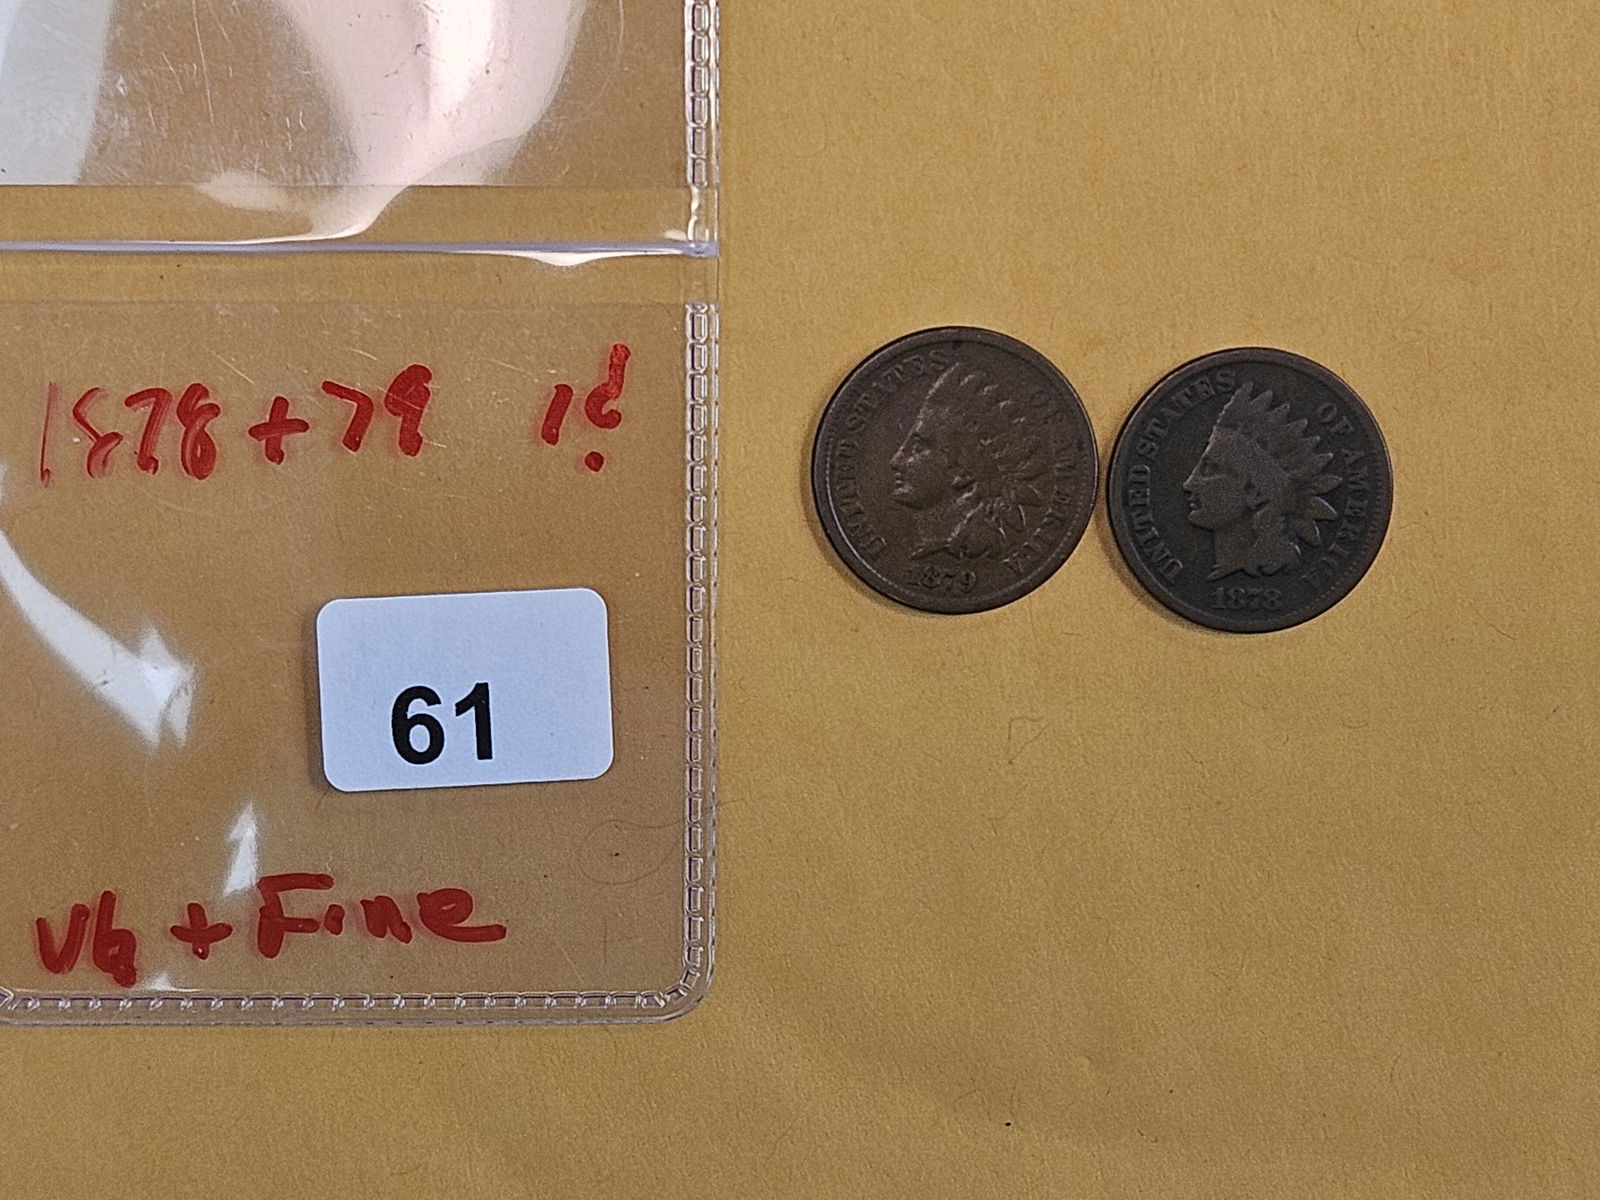 1878 + 79 1¢
61
VG + Fine
UNITED STATES OF AMERICA
1879
UNITED STATES OF AMERICA
1878